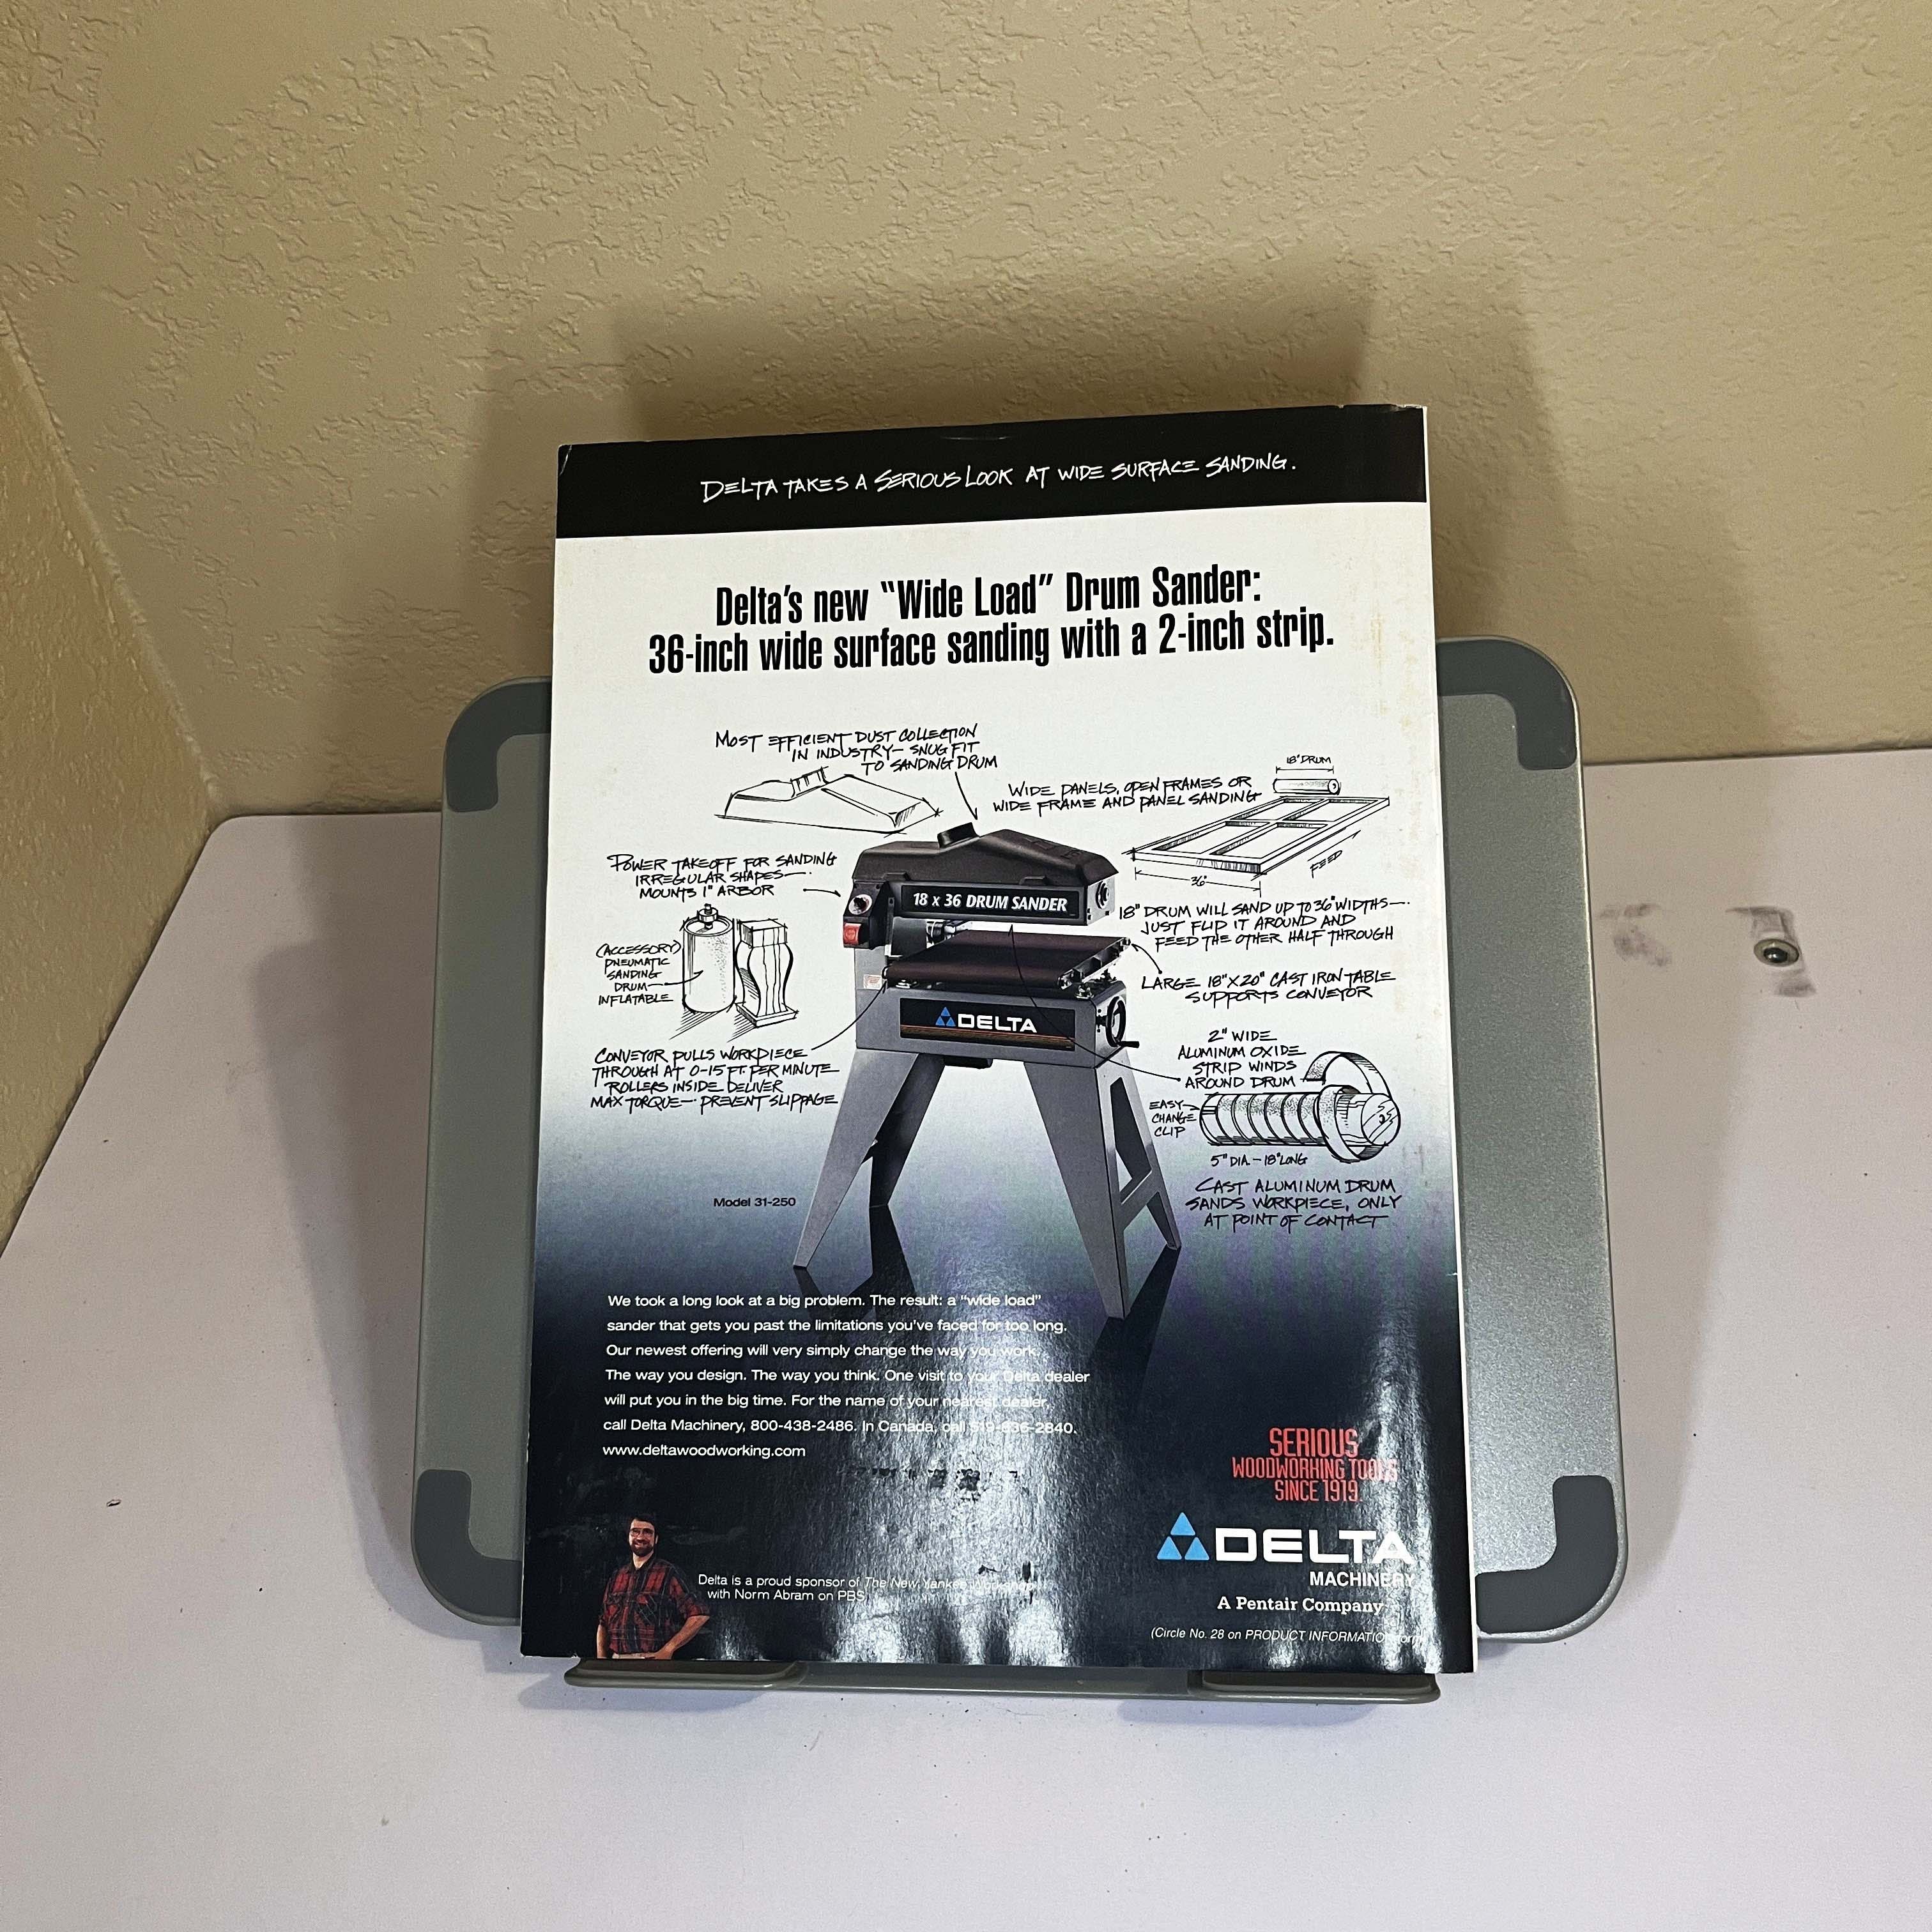 DELTA TAKES A SERIOUS LOOK AT WIDE SURFACE SANDING.
Delta's new "Wide Load" Drum Sander:
36-inch wide surface sanding with a 2-inch strip.
MOST EFFICIENT DUST COLLECTION
IN INDUSTRY— SNUG FIT
TO SANDING DRUM
WIDE PANELS, OPEN FRAMES OR
WIDE FRAME AND PANEL SANDING
18" DRUM
36"
FEED
POWER TAKEOFF FOR SANDING
IRREGULAR SHAPES—
MOUNTS 1" ARBOR
18 x 36 DRUM SANDER
18" DRUM WILL SAND UP TO 36" WIDTHS—
JUST FLIP IT AROUND AND
FEED THE OTHER HALF THROUGH
(ACCESSORY)
PNEUMATIC
SANDING
DRUM—
INFLATABLE
LARGE 18" X 20" CAST IRON TABLE
SUPPORTS CONVEYOR
DELTA
CONVEYOR PULLS WORKPIECE
THROUGH AT 0-15 FT. PER MINUTE
ROLLERS INSIDE DELIVER
MAX TORQUE— PREVENT SLIPPAGE
2" WIDE
ALUMINUM OXIDE
STRIP WINDS
AROUND DRUM
EASY
CHANGE
CLIP
5" DIA. - 18" LONG
CAST ALUMINUM DRUM
SANDS WORKPIECE, ONLY
AT POINT OF CONTACT
Model 31-250
We took a long look at a big problem. The result: a "wide load"
sander that gets you past the limitations you've faced for too long.
Our newest offering will very simply change the way you work.
The way you design. The way you think. One visit to your Delta dealer
will put you in the big time. For the name of your nearest dealer,
call Delta Machinery, 800-438-2486. In Canada, call 519-836-2840.
www.deltawoodworking.com
SERIOUS
WOODWORKING TOOLS
SINCE 1919.
DELTA
MACHINERY
A Pentair Company
Delta is a proud sponsor of The New Yankee Workshop
with Norm Abram on PBS
(Circle No. 28 on PRODUCT INFORMATION form)